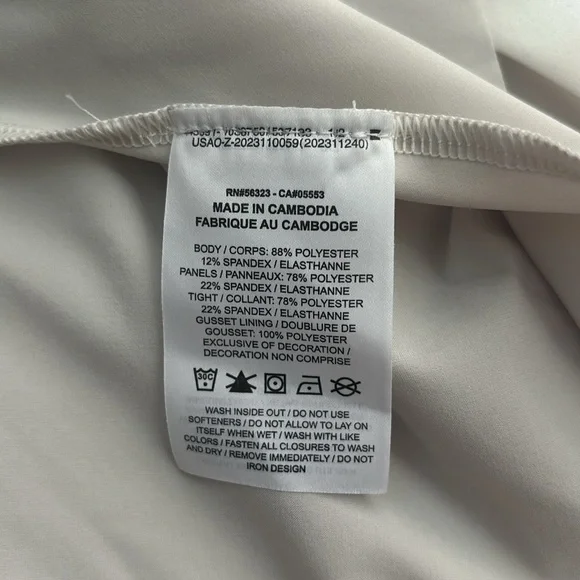 USAO-Z-2023110059(202311240)
RN#56323 - CA#05553
MADE IN CAMBODIA
FABRIQUE AU CAMBODGE
BODY / CORPS: 88% POLYESTER
12% SPANDEX / ELASTHANNE
PANELS / PANNEAUX: 78% POLYESTER
22% SPANDEX / ELASTHANNE
TIGHT / COLLANT: 78% POLYESTER
22% SPANDEX / ELASTHANNE
GUSSET LINING / DOUBLURE DE
GOUSSET: 100% POLYESTER
EXCLUSIVE OF DECORATION /
DECORATION NON COMPRISE
30C
WASH INSIDE OUT / DO NOT USE
SOFTENERS / DO NOT ALLOW TO LAY ON
ITSELF WHEN WET / WASH WITH LIKE
COLORS / FASTEN ALL CLOSURES TO WASH
AND DRY / REMOVE IMMEDIATELY / DO NOT
IRON DESIGN